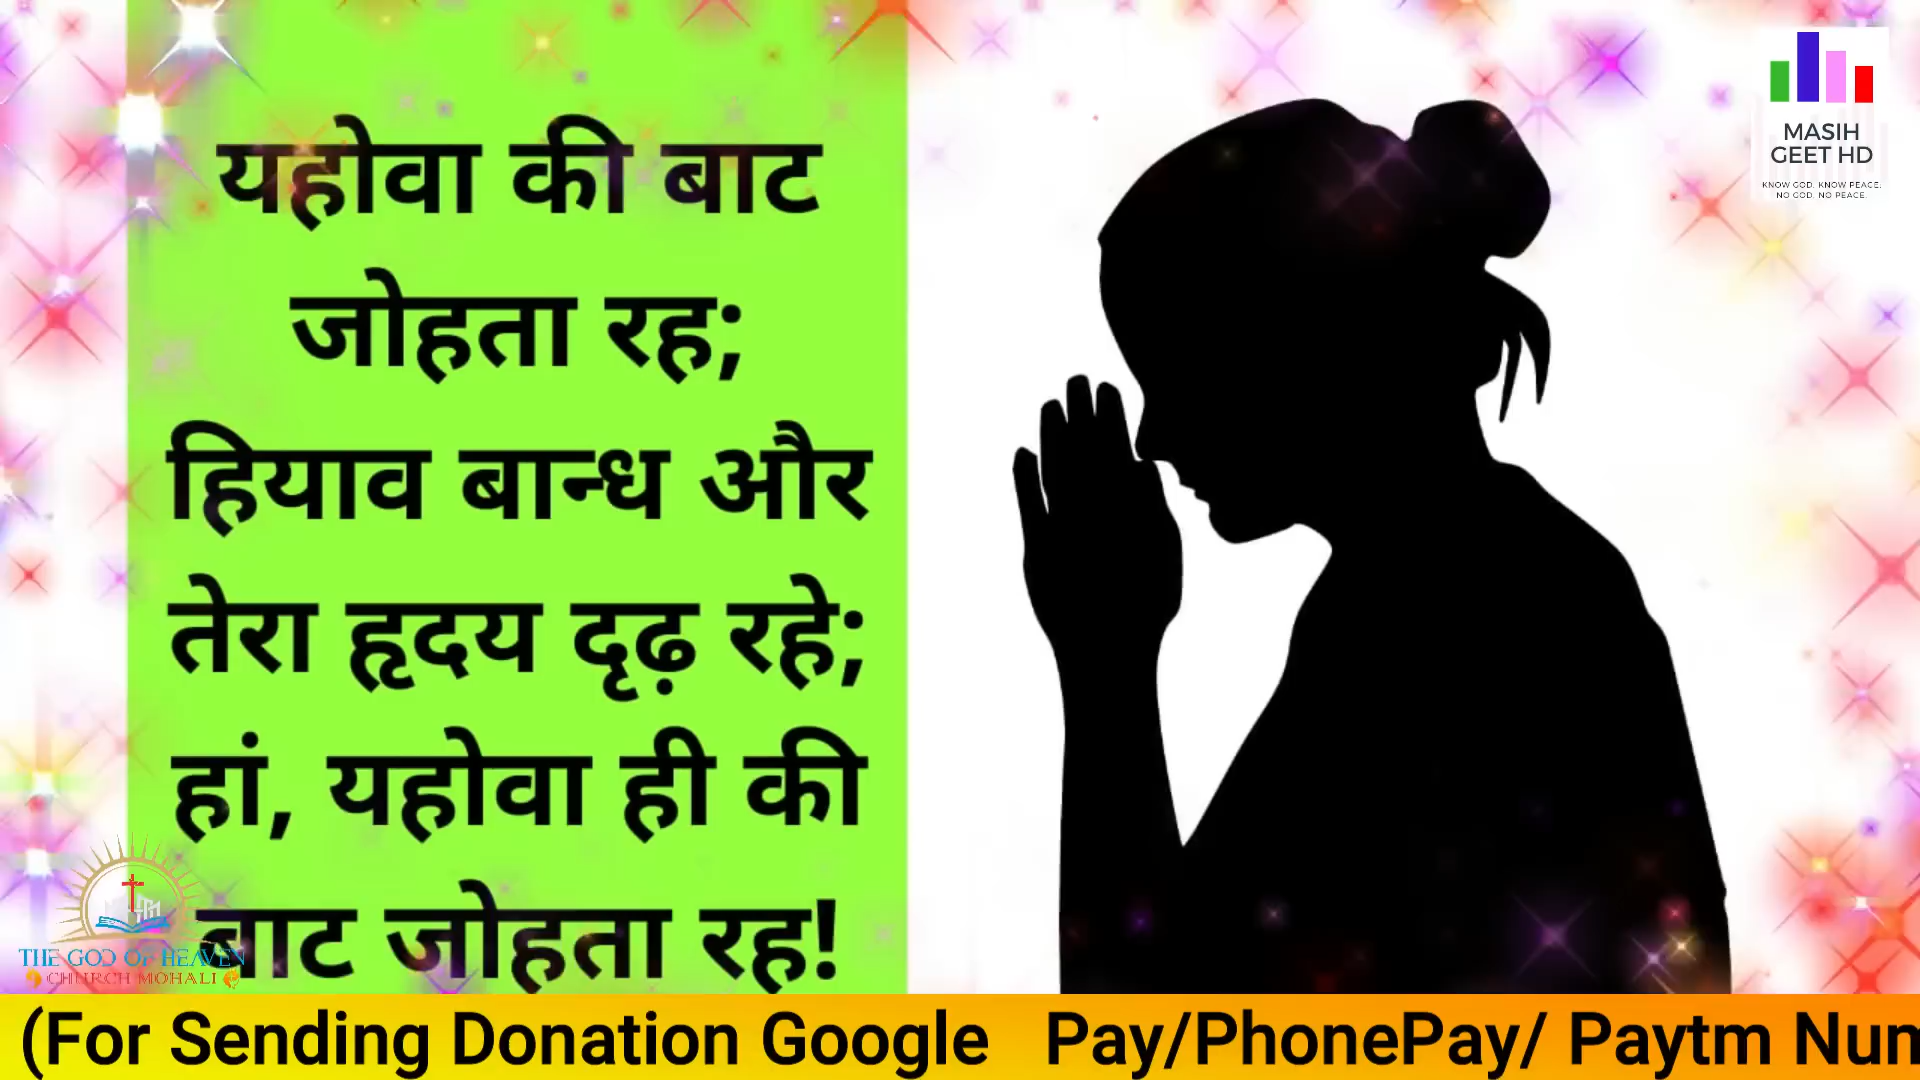 यहोवा की बाट
जोहता रह;
हियाव बान्ध और
तेरा हृदय दृढ़ रहे;
हां, यहोवा ही की
बाट जोहता रह!
MASIH
GEET HD
KNOW GOD. KNOW PEACE.
NO GOD. NO PEACE.
THE GOD OF HEAVEN
CHURCH MOHALI
(For Sending Donation Google Pay/PhonePay/ Paytm Num